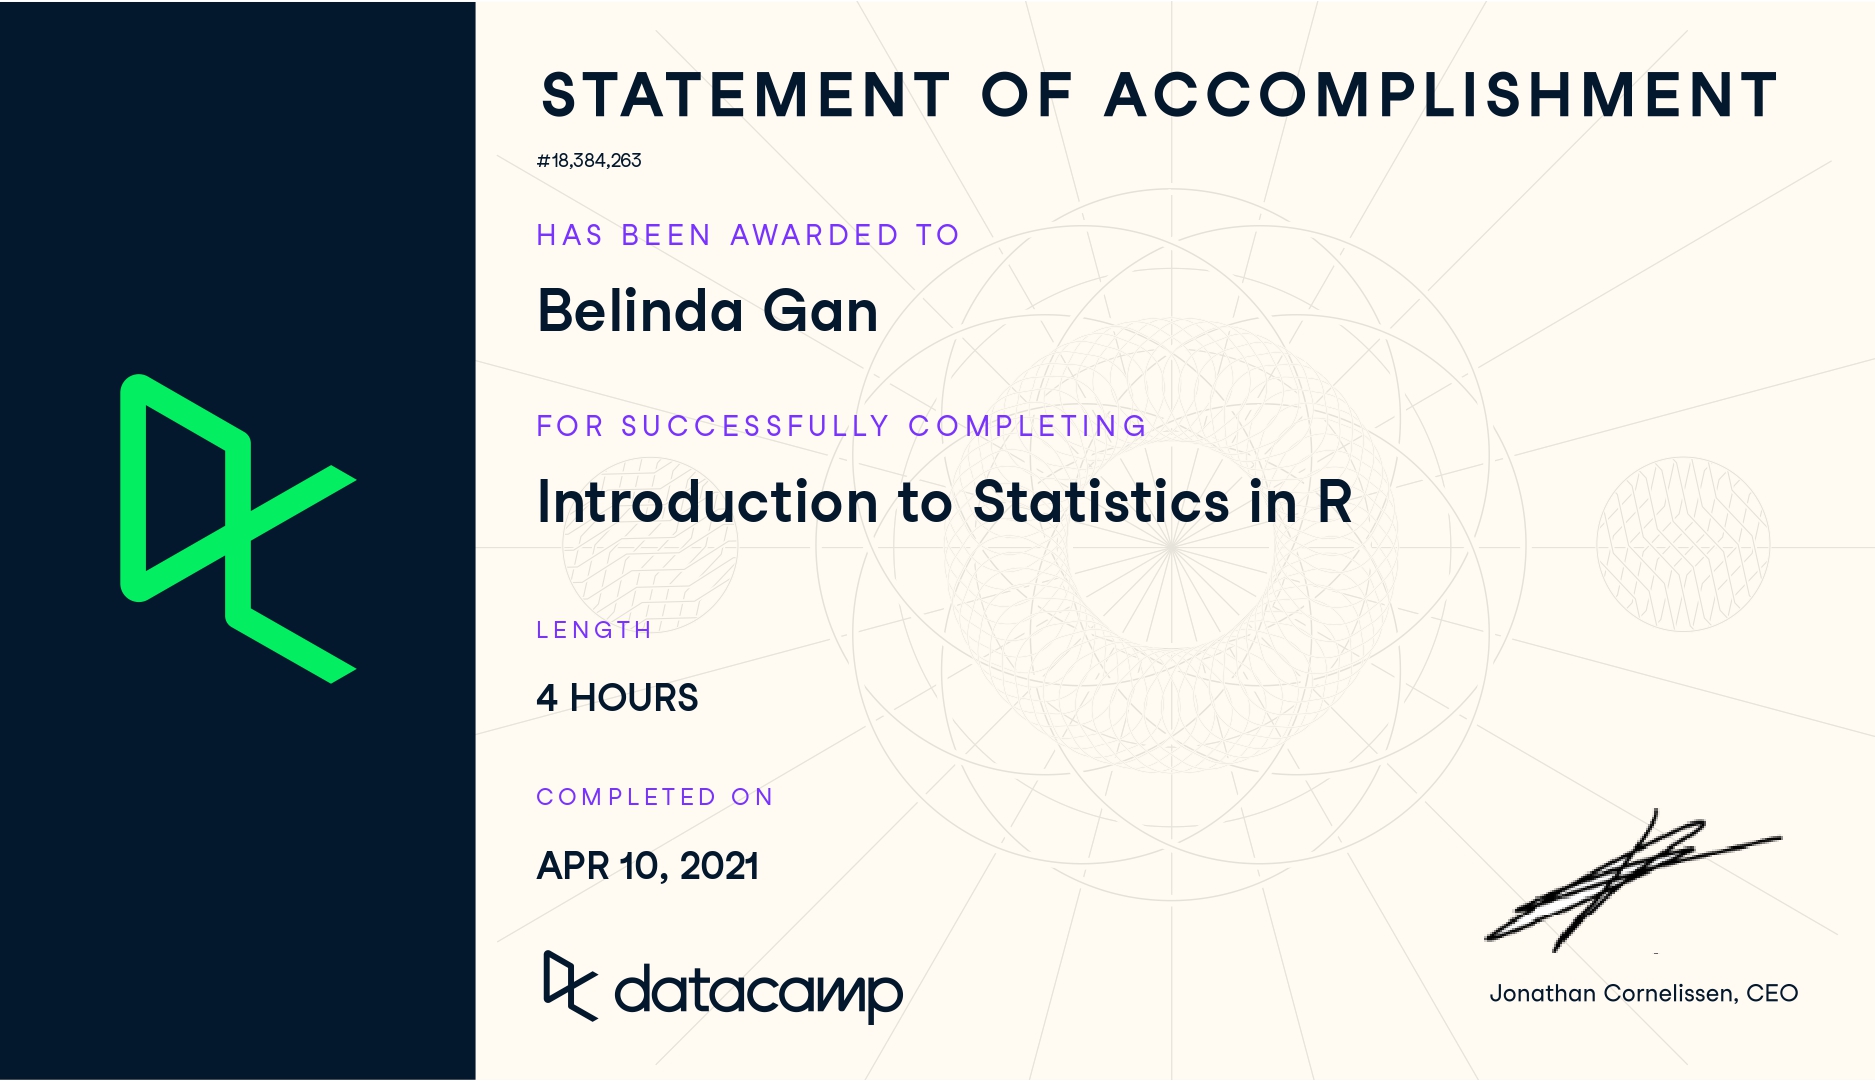 STATEMENT OF ACCOMPLISHMENT
#18,384,263
HAS BEEN AWARDED TO
Belinda Gan
FOR SUCCESSFULLY COMPLETING
Introduction to Statistics in R
LENGTH
4 HOURS
COMPLETED ON
APR 10, 2021
datacamp
Jonathan Cornelissen, CEO